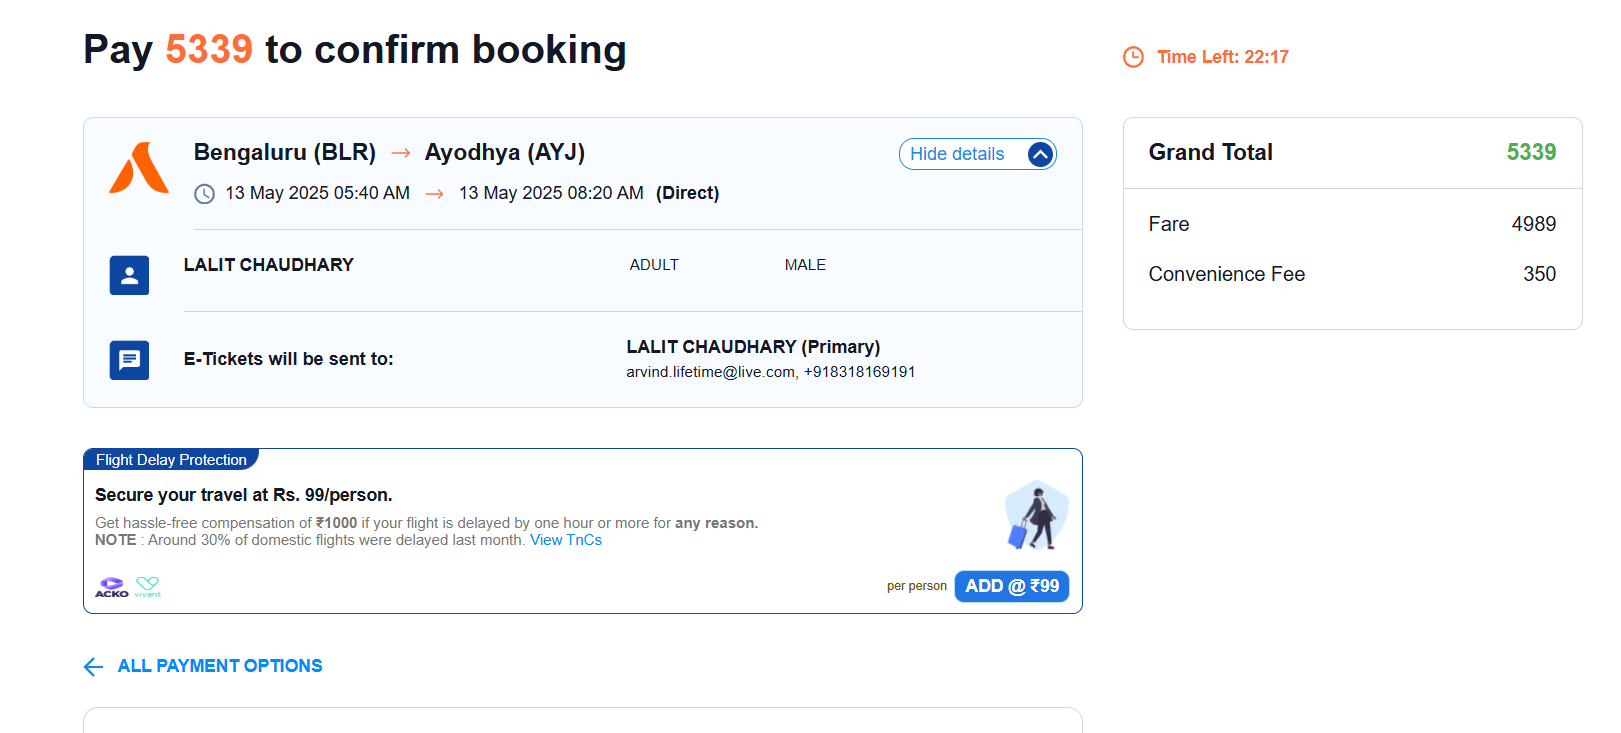 Pay 5339 to confirm booking
Time Left: 22:17
Bengaluru (BLR) → Ayodhya (AYJ)
Hide details
13 May 2025 05:40 AM → 13 May 2025 08:20 AM (Direct)
LALIT CHAUDHARY ADULT MALE
E-Tickets will be sent to:
LALIT CHAUDHARY (Primary)
arvind.lifetime@live.com, +918318169191
Grand Total 5339
Fare 4989
Convenience Fee 350
Flight Delay Protection
Secure your travel at Rs. 99/person.
Get hassle-free compensation of ₹1000 if your flight is delayed by one hour or more for any reason.
NOTE : Around 30% of domestic flights were delayed last month. View TnCs
ACKO vivant
per person ADD @ ₹99
← ALL PAYMENT OPTIONS